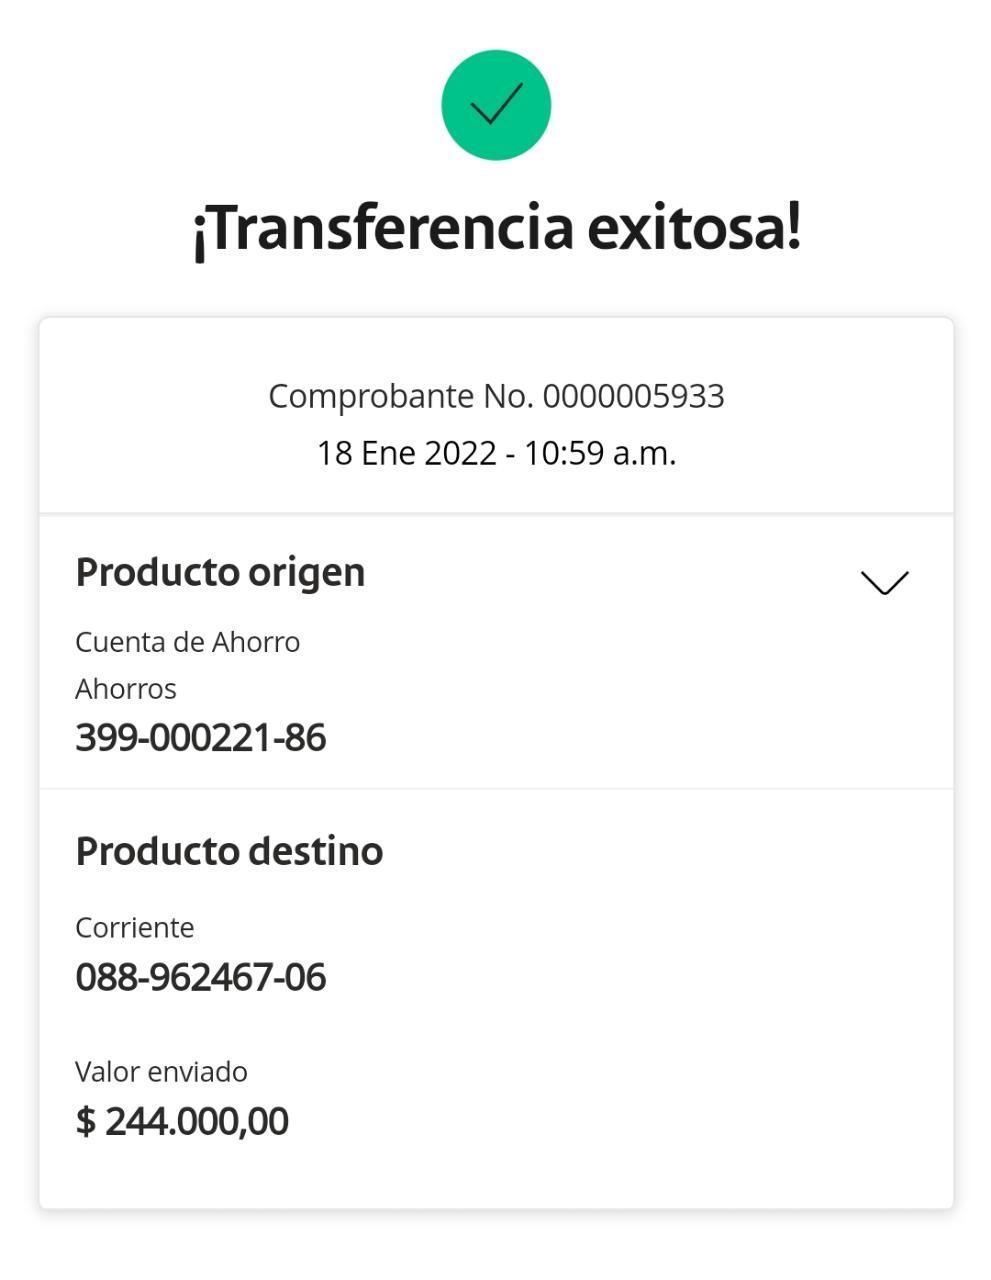 ¡Transferencia exitosa!
Comprobante No. 0000005933
18 Ene 2022 - 10:59 a.m.
Producto origen
Cuenta de Ahorro
Ahorros
399-000221-86
Producto destino
Corriente
088-962467-06
Valor enviado
$ 244.000,00